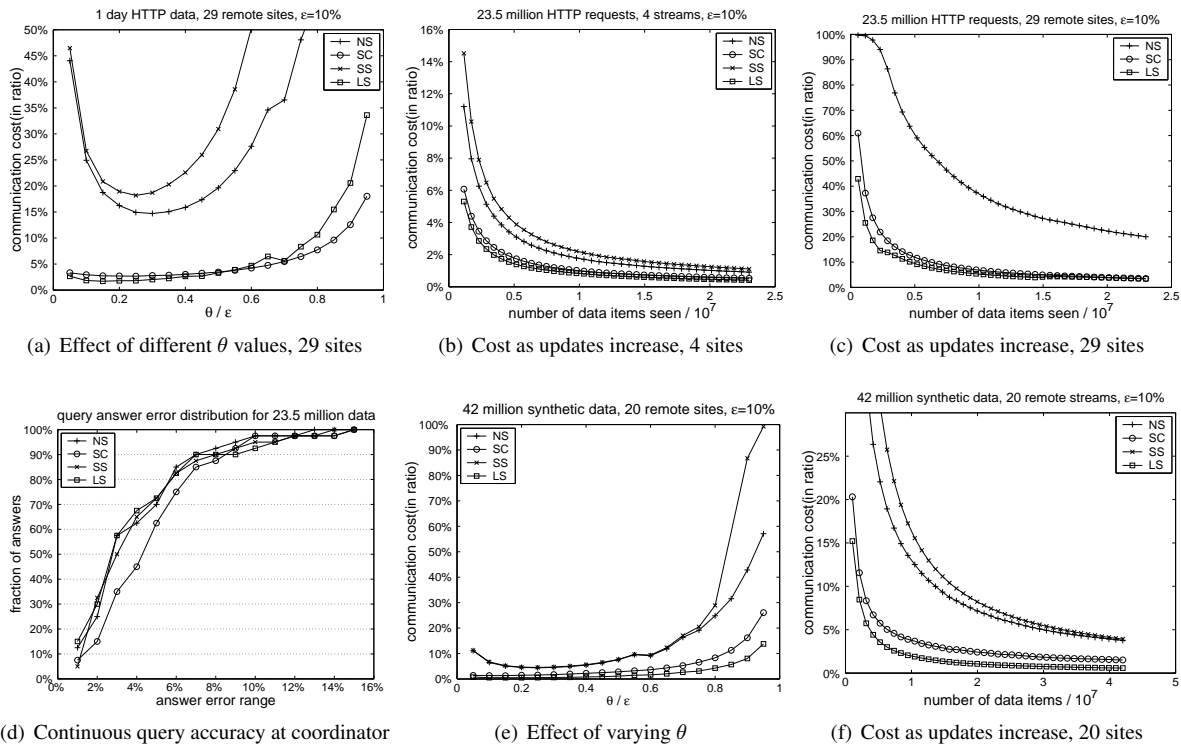 1 day HTTP data, 29 remote sites, ε=10%
communication cost(in ratio)
50%
45%
40%
35%
30%
25%
20%
15%
10%
5%
0%
NS
SC
SS
LS
0
0.2
0.4
0.6
0.8
1
θ / ε
(a) Effect of different θ values, 29 sites
23.5 million HTTP requests, 4 streams, ε=10%
communication cost(in ratio)
16%
14%
12%
10%
8%
6%
4%
2%
0%
NS
SC
SS
LS
0
0.5
1
1.5
2
2.5
number of data items seen / 10^7
(b) Cost as updates increase, 4 sites
23.5 million HTTP requests, 29 remote sites, ε=10%
communication cost(in ratio)
100%
90%
80%
70%
60%
50%
40%
30%
20%
10%
0%
NS
SC
LS
0
0.5
1
1.5
2
2.5
number of data items seen / 10^7
(c) Cost as updates increase, 29 sites
query answer error distribution for 23.5 million data
fraction of answers
100%
90%
80%
70%
60%
50%
40%
30%
20%
10%
0%
NS
SC
SS
LS
0%
2%
4%
6%
8%
10%
12%
14%
16%
answer error range
(d) Continuous query accuracy at coordinator
42 million synthetic data, 20 remote sites, ε=10%
communication cost(in ratio)
100%
90%
80%
70%
60%
50%
40%
30%
20%
10%
0%
NS
SC
SS
LS
0
0.2
0.4
0.6
0.8
1
θ / ε
(e) Effect of varying θ
42 million synthetic data, 20 remote streams, ε=10%
communication cost(in ratio)
25%
20%
15%
10%
5%
0%
NS
SC
SS
LS
0
1
2
3
4
5
number of data items / 10^7
(f) Cost as updates increase, 20 sites